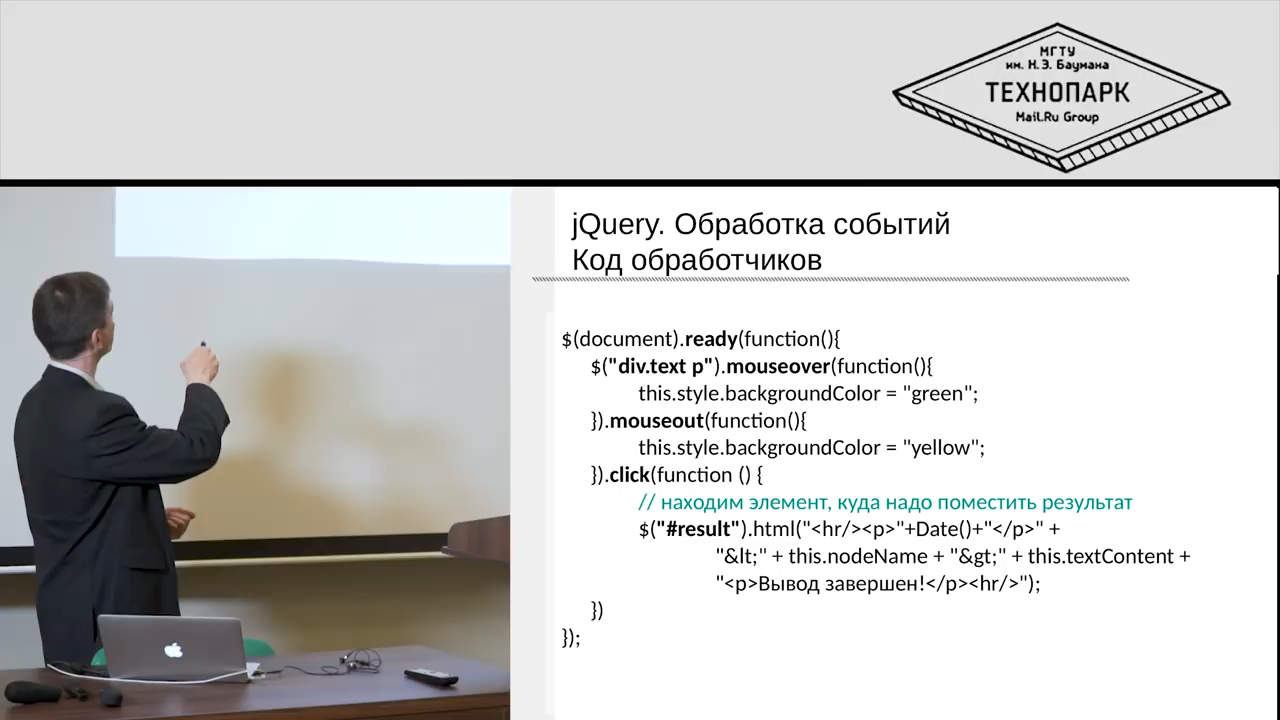 МГТУ
им. Н.Э. Баумана
ТЕХНОПАРК
Mail.Ru Group
jQuery. Обработка событий
Код обработчиков
$(document).ready(function(){
$("div.text p").mouseover(function(){
this.style.backgroundColor = "green";
}).mouseout(function(){
this.style.backgroundColor = "yellow";
}).click(function () {
// находим элемент, куда надо поместить результат
$("#result").html("<hr/><p>"+Date()+"</p>" +
"&lt;" + this.nodeName + "&gt;" + this.textContent +
"<p>Вывод завершен!</p><hr/>");
})
});